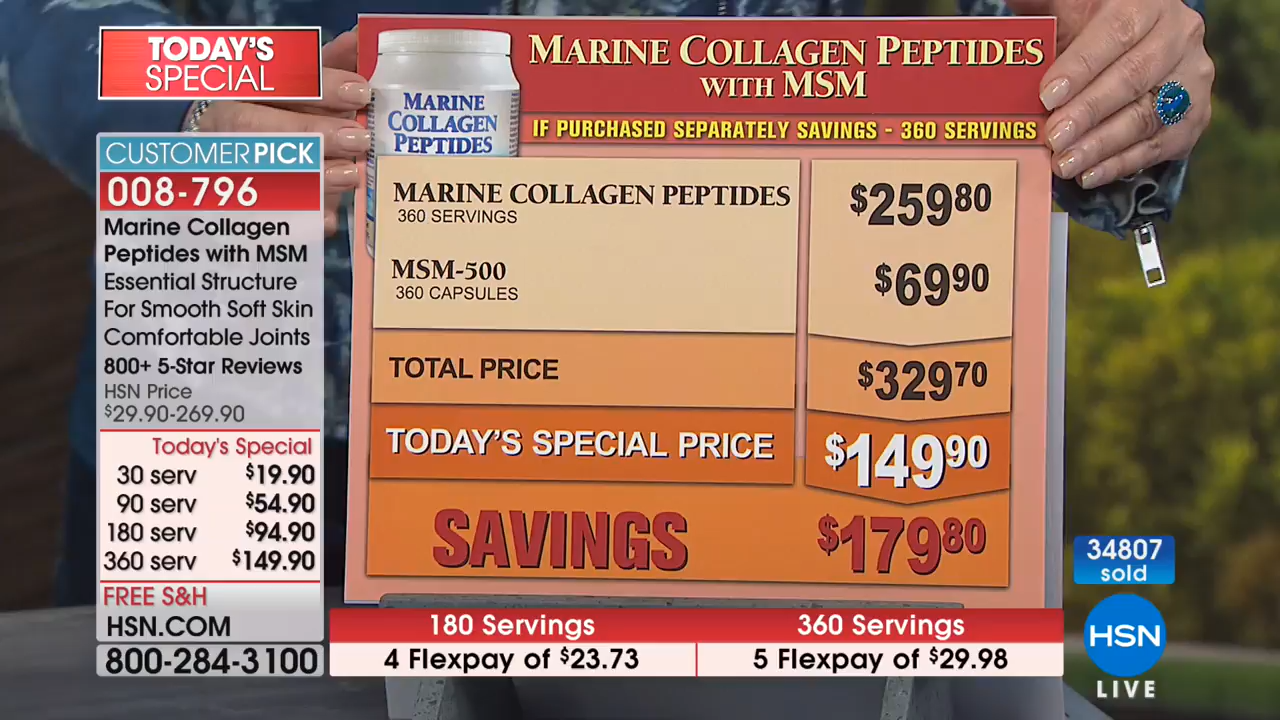 TODAY'S
SPECIAL
CUSTOMER PICK
008-796
Marine Collagen
Peptides with MSM
Essential Structure
For Smooth Soft Skin
Comfortable Joints
800+ 5-Star Reviews
HSN Price
$29.90-269.90
Today's Special
30 serv $19.90
90 serv $54.90
180 serv $94.90
360 serv $149.90
FREE S&H
HSN.COM
800-284-3100
MARINE
COLLAGEN
PEPTIDES
MARINE COLLAGEN PEPTIDES
WITH MSM
IF PURCHASED SEPARATELY SAVINGS - 360 SERVINGS
MARINE COLLAGEN PEPTIDES $259.80
360 SERVINGS
MSM-500 $69.90
360 CAPSULES
TOTAL PRICE $329.70
TODAY'S SPECIAL PRICE $149.90
SAVINGS $179.80
180 Servings 360 Servings
4 Flexpay of $23.73 5 Flexpay of $29.98
34807
sold
HSN
LIVE